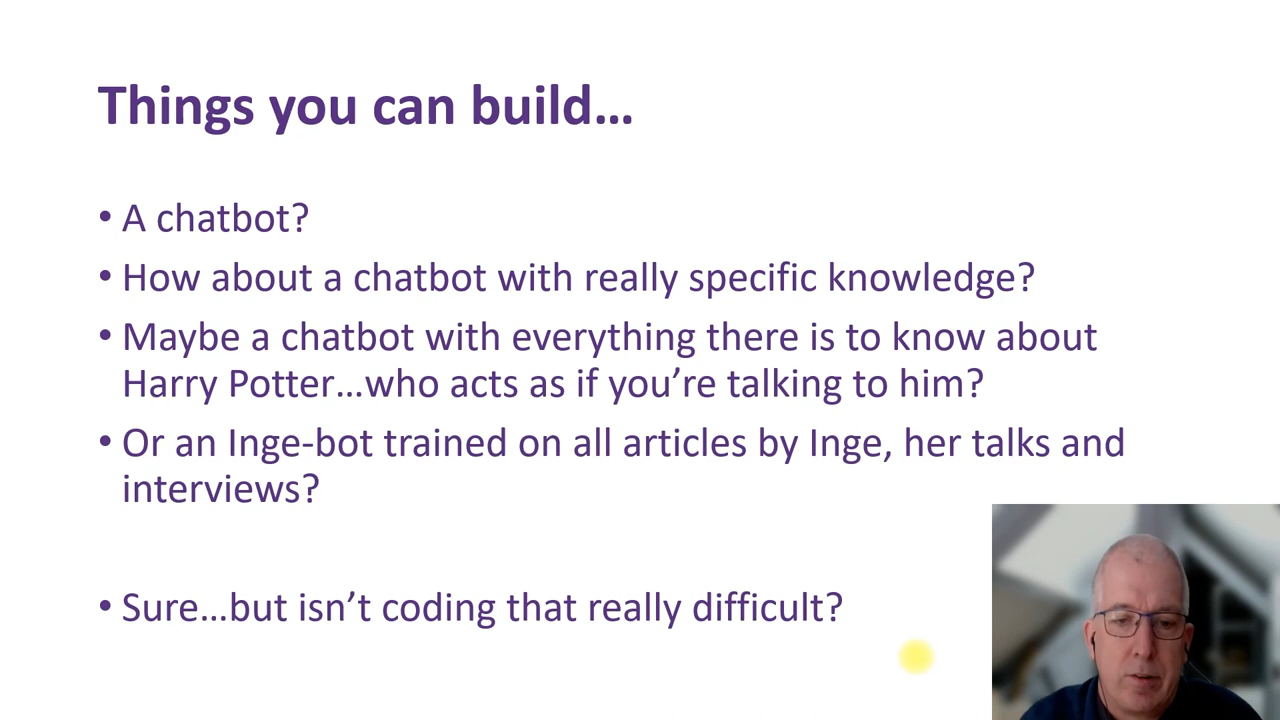 Things you can build…
• A chatbot?
• How about a chatbot with really specific knowledge?
• Maybe a chatbot with everything there is to know about
Harry Potter…who acts as if you’re talking to him?
• Or an Inge-bot trained on all articles by Inge, her talks and
interviews?
• Sure…but isn’t coding that really difficult?